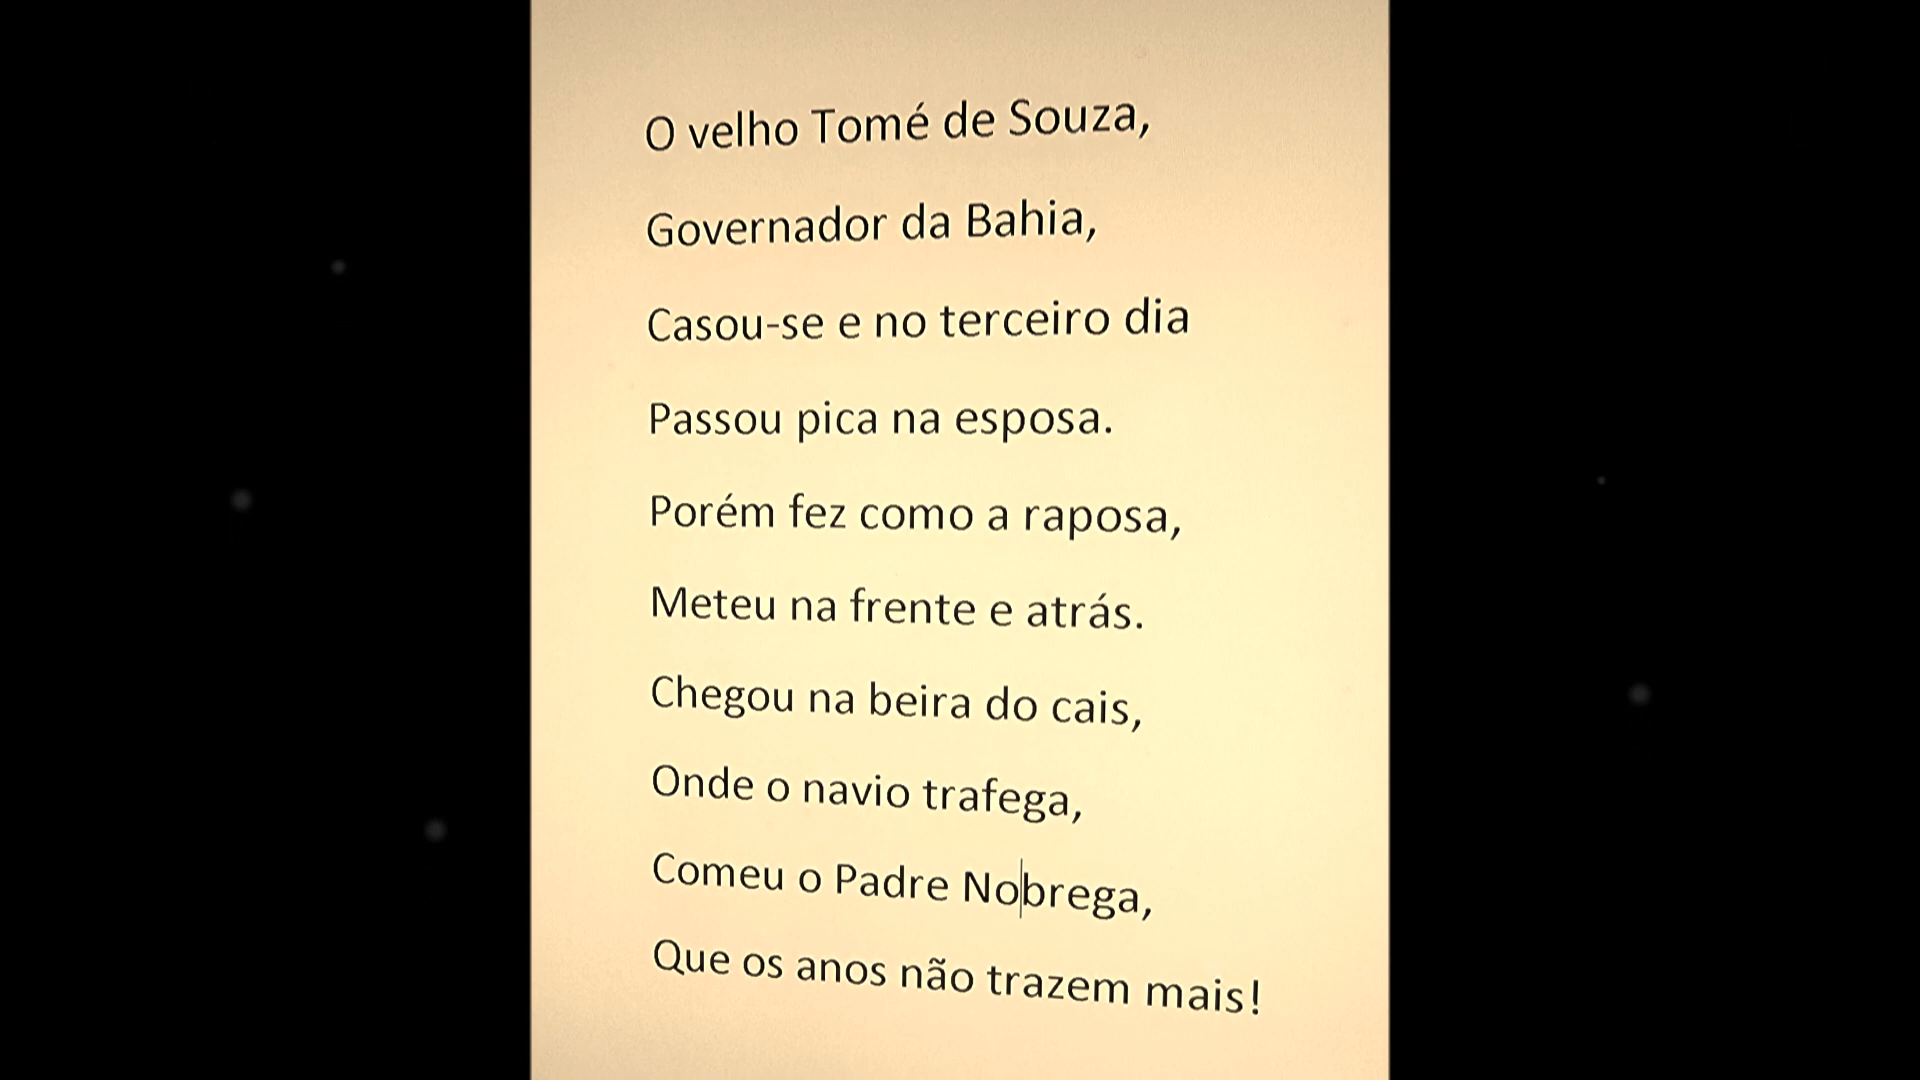 O velho Tomé de Souza,
Governador da Bahia,
Casou-se e no terceiro dia
Passou pica na esposa.
Porém fez como a raposa,
Meteu na frente e atrás.
Chegou na beira do cais,
Onde o navio trafega,
Comeu o Padre Nobrega,
Que os anos não trazem mais!